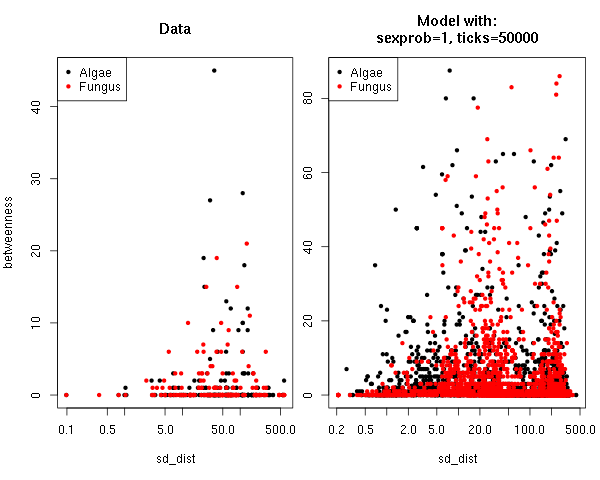 Data
Model with:
sexprob=1, ticks=50000
Algae
Fungus
Algae
Fungus
betweenness
0
10
20
30
40
0
20
40
60
80
0.1
0.5
5.0
50.0
500.0
0.2
0.5
2.0
5.0
20.0
100.0
500.0
sd_dist
sd_dist